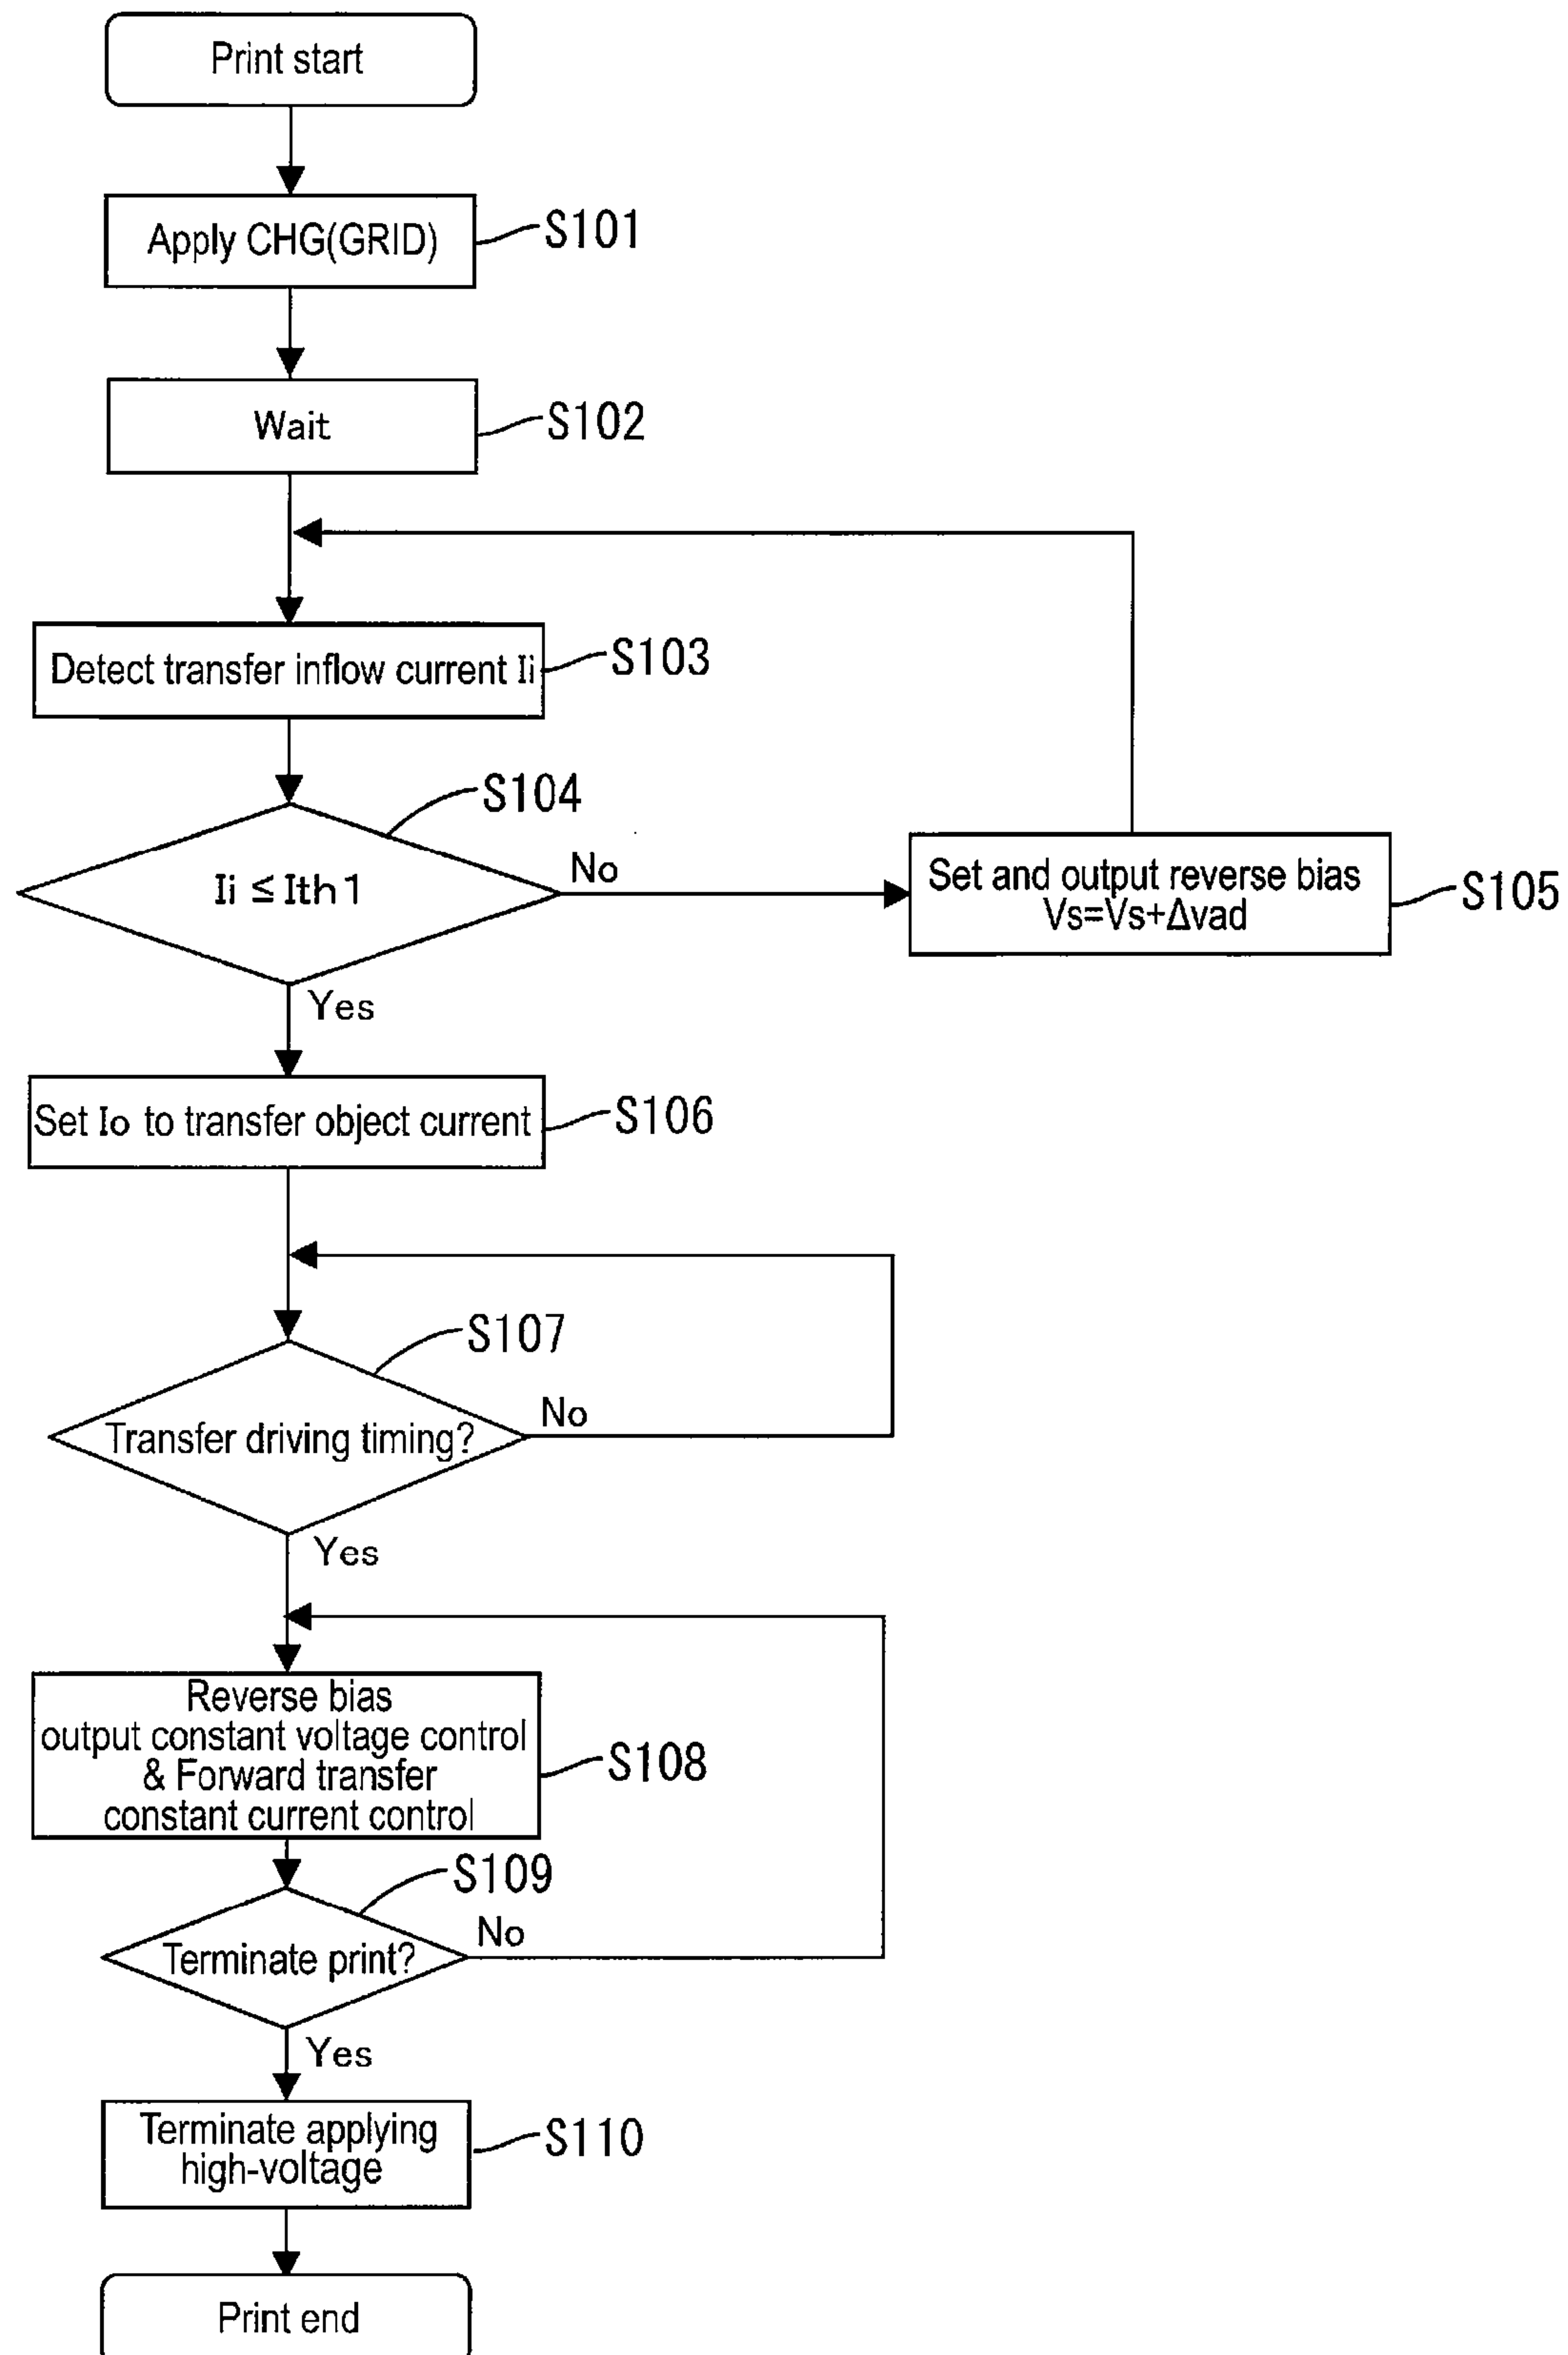 Print start
Apply CHG(GRID)
S101
Wait
S102
Detect transfer inflow current Ii
S103
S104
Ii ≤ Ith1
No
Set and output reverse bias
Vs=Vs+Δvad
S105
Yes
Set Io to transfer object current
S106
S107
Transfer driving timing?
No
Yes
Reverse bias
output constant voltage control
& Forward transfer
constant current control
S108
S109
Terminate print?
No
Yes
Terminate applying
high-voltage
S110
Print end